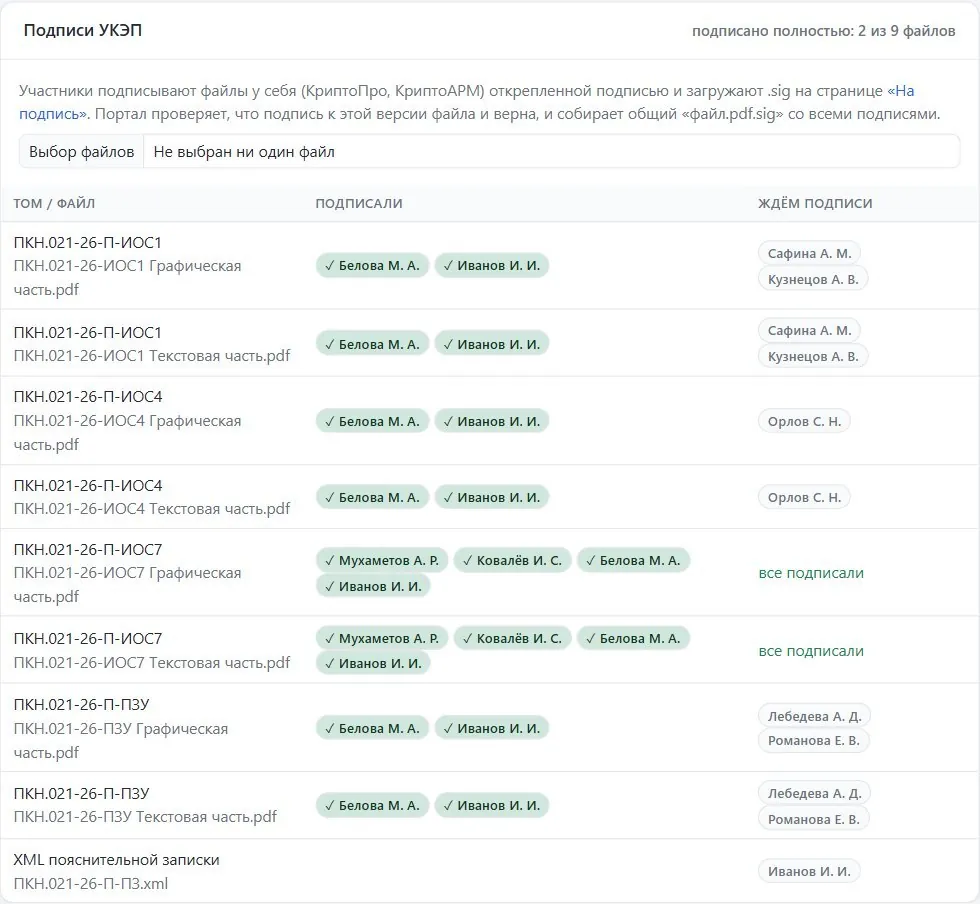 Подписи УКЭП
подписано полностью: 2 из 9 файлов
Участники подписывают файлы у себя (КриптоПро, КриптоАРМ) открепленной подписью и загружают .sig на странице «На
подпись». Портал проверяет, что подпись к этой версии файла и верна, и собирает общий «файл.pdf.sig» со всеми подписями.
Выбор файлов Не выбран ни один файл
ТОМ / ФАЙЛ ПОДПИСАЛИ ЖДЁМ ПОДПИСИ
ПКН.021-26-П-ИОС1
ПКН.021-26-ИОС1 Графическая
часть.pdf
✓ Белова М. А. ✓ Иванов И. И.
Сафина А. М.
Кузнецов А. В.
ПКН.021-26-П-ИОС1
ПКН.021-26-ИОС1 Текстовая часть.pdf
✓ Белова М. А. ✓ Иванов И. И.
Сафина А. М.
Кузнецов А. В.
ПКН.021-26-П-ИОС4
ПКН.021-26-ИОС4 Графическая
часть.pdf
✓ Белова М. А. ✓ Иванов И. И.
Орлов С. Н.
ПКН.021-26-П-ИОС4
ПКН.021-26-ИОС4 Текстовая часть.pdf
✓ Белова М. А. ✓ Иванов И. И.
Орлов С. Н.
ПКН.021-26-П-ИОС7
ПКН.021-26-ИОС7 Графическая
часть.pdf
✓ Мухаметов А. Р. ✓ Ковалёв И. С. ✓ Белова М. А.
✓ Иванов И. И.
все подписали
ПКН.021-26-П-ИОС7
ПКН.021-26-ИОС7 Текстовая часть.pdf
✓ Мухаметов А. Р. ✓ Ковалёв И. С. ✓ Белова М. А.
✓ Иванов И. И.
все подписали
ПКН.021-26-П-ПЗУ
ПКН.021-26-ПЗУ Графическая
часть.pdf
✓ Белова М. А. ✓ Иванов И. И.
Лебедева А. Д.
Романова Е. В.
ПКН.021-26-П-ПЗУ
ПКН.021-26-ПЗУ Текстовая часть.pdf
✓ Белова М. А. ✓ Иванов И. И.
Лебедева А. Д.
Романова Е. В.
XML пояснительной записки
ПКН.021-26-П-ПЗ.xml
Иванов И. И.